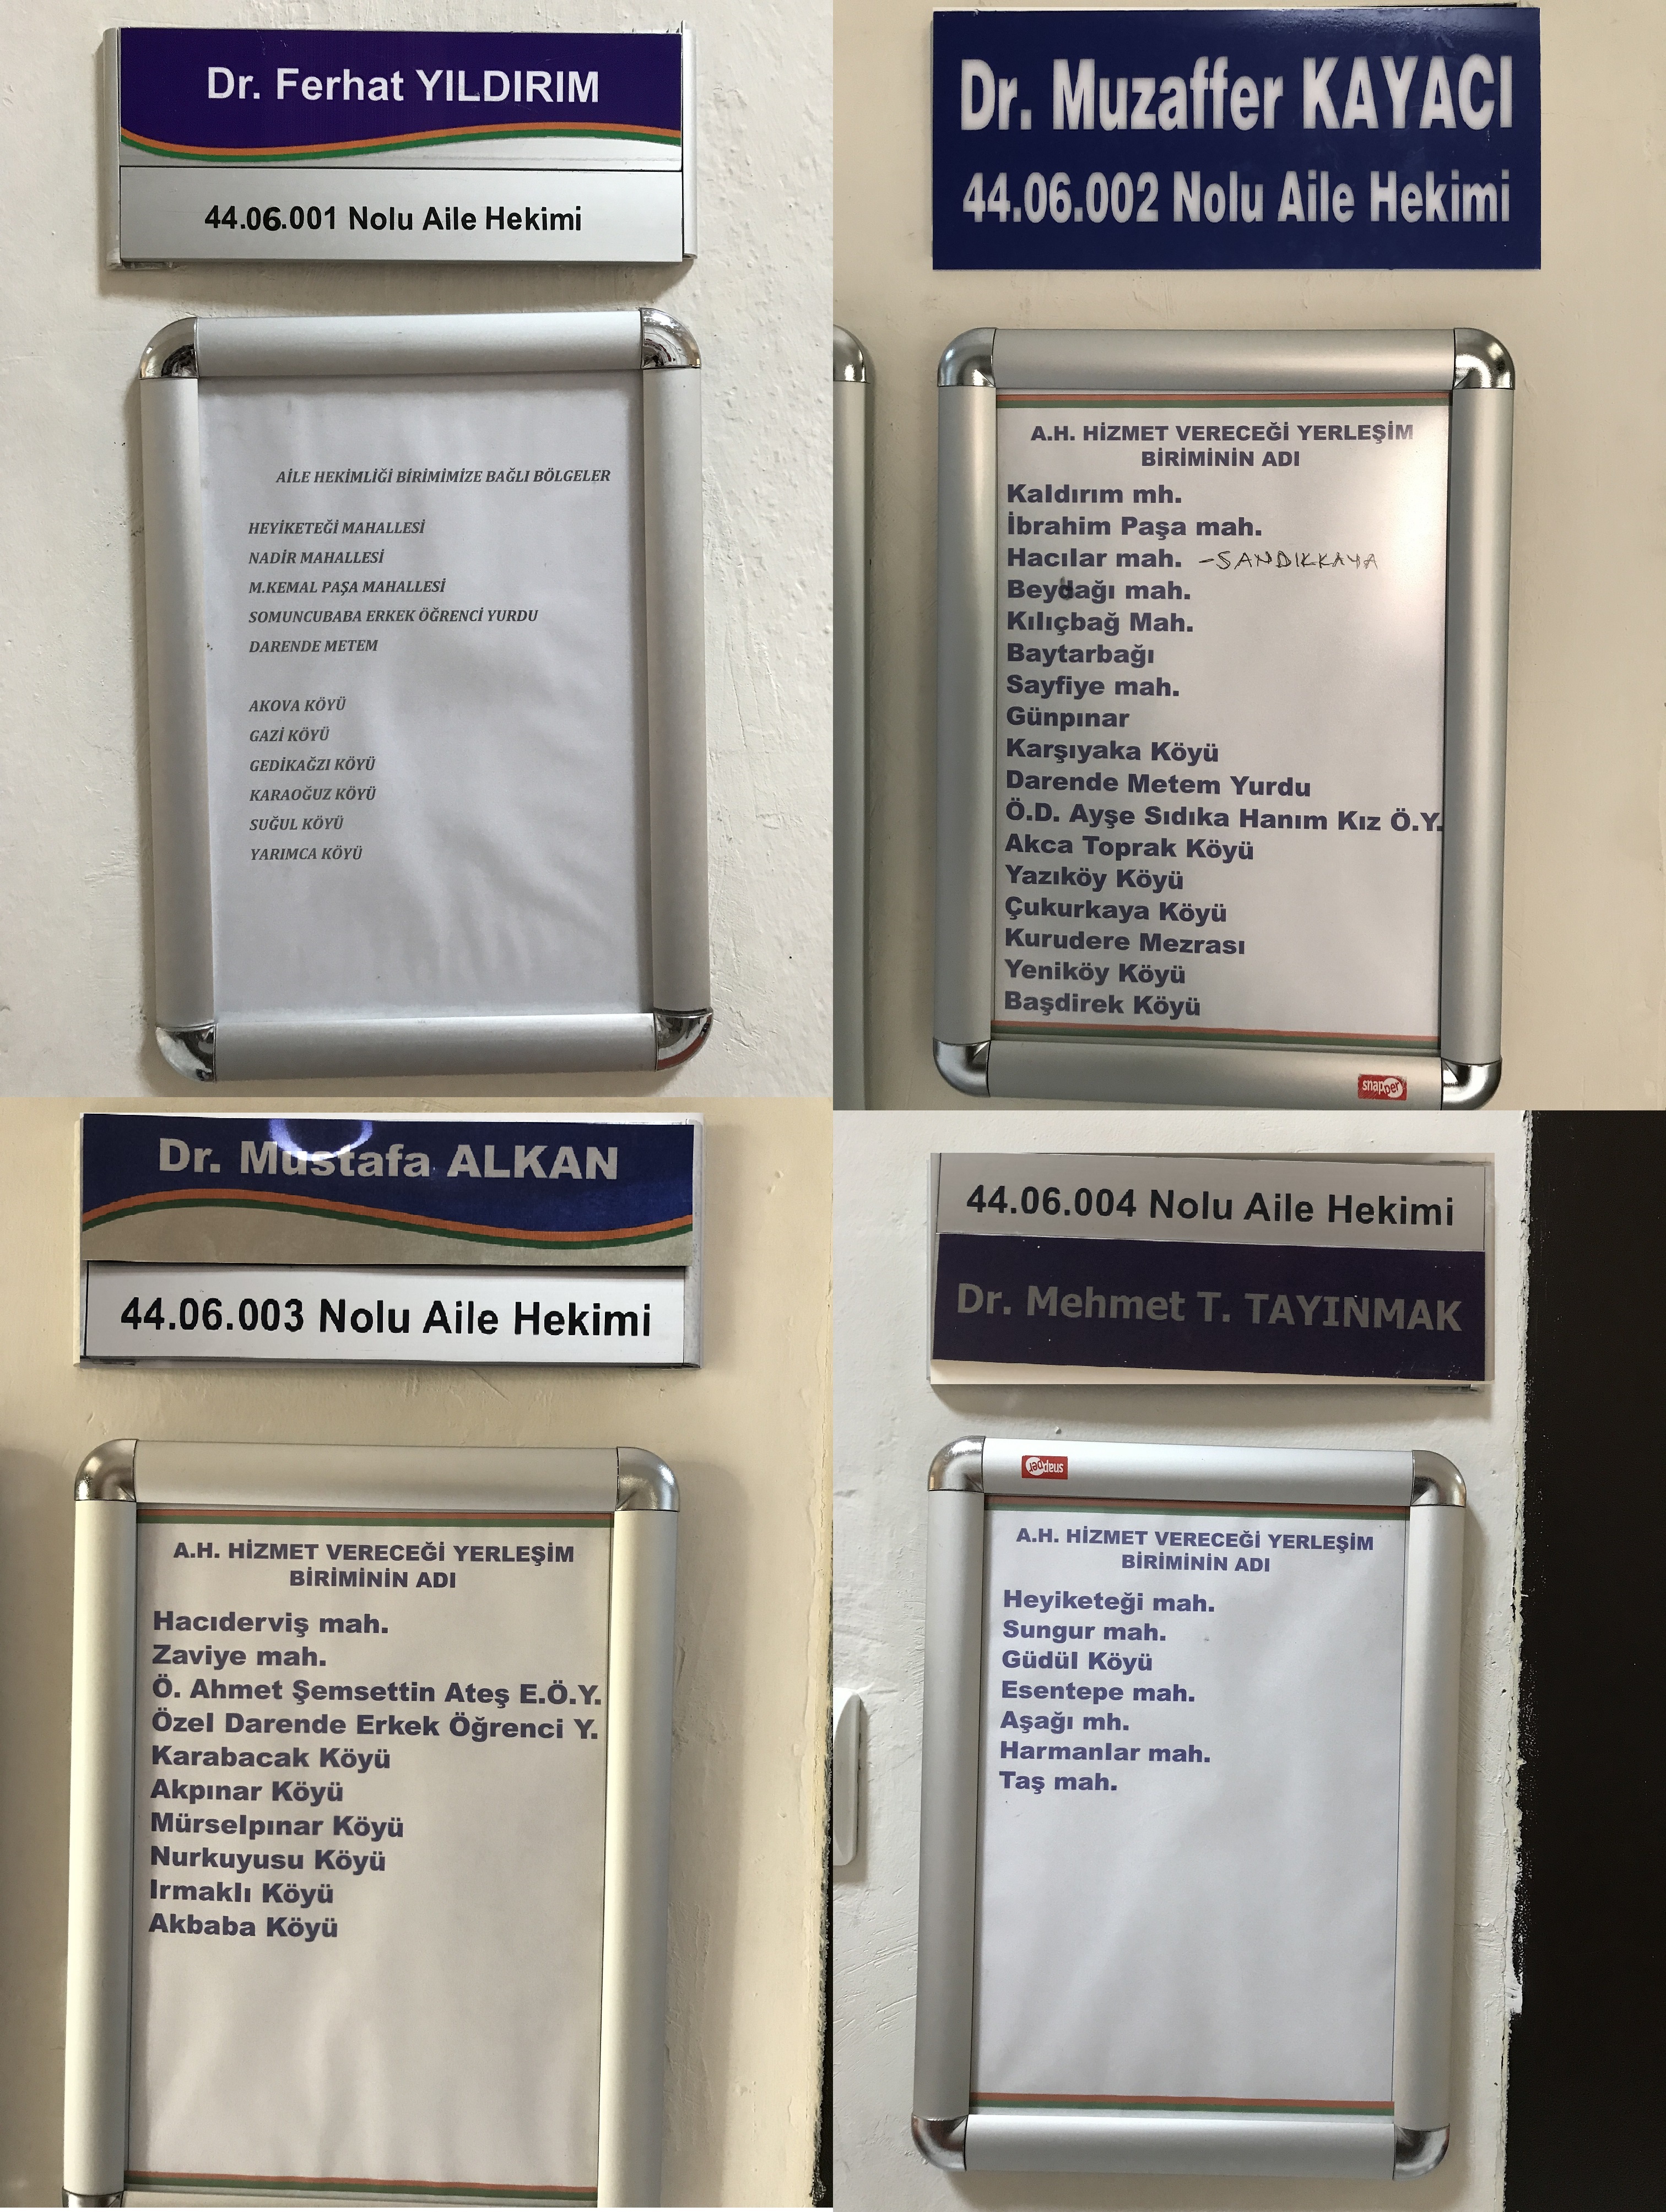 Dr. Ferhat YILDIRIM
44.06.001 Nolu Aile Hekimi
AİLE HEKİMLİĞİ BİRİMİMİZE BAĞLI BÖLGELER
HEYİKETEĞİ MAHALLESİ
NADİR MAHALLESİ
M.KEMAL PAŞA MAHALLESİ
SOMUNCUBABA ERKEK ÖĞRENCİ YURDU
DARENDE METEM
AKOVA KÖYÜ
GAZİ KÖYÜ
GEDİKAĞZI KÖYÜ
KARAOĞUZ KÖYÜ
SUĞUL KÖYÜ
YARIMCA KÖYÜ
Dr. Muzaffer KAYACI
44.06.002 Nolu Aile Hekimi
A.H. HİZMET VERECEĞİ YERLEŞİM
BİRİMİNİN ADI
Kaldırım mh.
İbrahim Paşa mah.
Hacılar mah. -SANDIKKAYA
Beydağı mah.
Kılıçbağ Mah.
Baytarbağı
Sayfiye mah.
Günpınar
Karşıyaka Köyü
Darende Metem Yurdu
Ö.D. Ayşe Sıdıka Hanım Kız Ö.Y.
Akca Toprak Köyü
Yazıköy Köyü
Çukurkaya Köyü
Kurudere Mezrası
Yeniköy Köyü
Başdirek Köyü
snapper
Dr. Mustafa ALKAN
44.06.003 Nolu Aile Hekimi
A.H. HİZMET VERECEĞİ YERLEŞİM
BİRİMİNİN ADI
Hacıderviş mah.
Zaviye mah.
Ö. Ahmet Şemsettin Ateş E.Ö.Y.
Özel Darende Erkek Öğrenci Y.
Karabacak Köyü
Akpınar Köyü
Mürselpınar Köyü
Nurkuyusu Köyü
Irmaklı Köyü
Akbaba Köyü
44.06.004 Nolu Aile Hekimi
Dr. Mehmet T. TAYINMAK
snapper
A.H. HİZMET VERECEĞİ YERLEŞİM
BİRİMİNİN ADI
Heyiketeği mah.
Sungur mah.
Güdül Köyü
Esentepe mah.
Aşağı mh.
Harmanlar mah.
Taş mah.